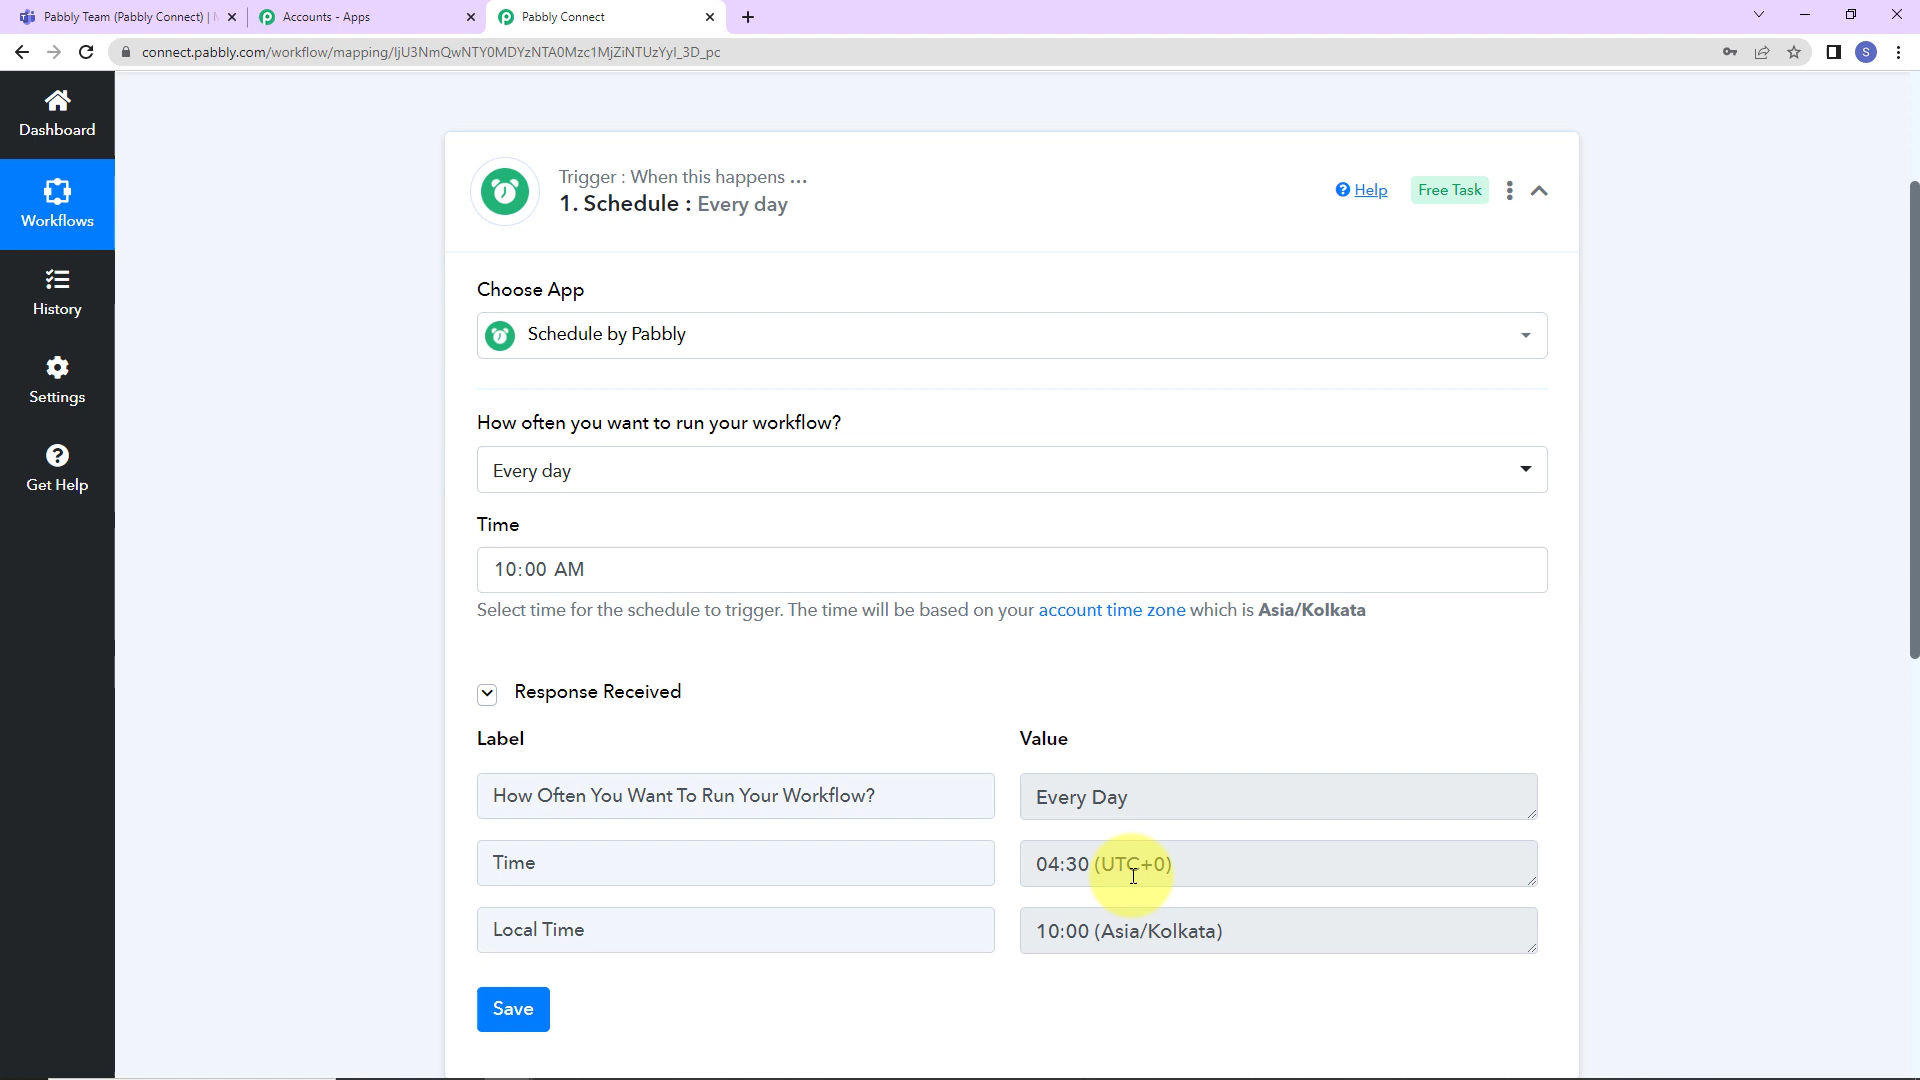 Pabbly Team (Pabbly Connect) |
Accounts - Apps
Pabbly Connect
connect.pabbly.com/workflow/mapping/IjU3NmQwNTY0MDYzNTA0Mzc1MjZiNTUzYyI_3D_pc
S
Dashboard
Workflows
History
Settings
Get Help
Trigger : When this happens ...
1. Schedule : Every day
Help
Free Task
Choose App
Schedule by Pabbly
How often you want to run your workflow?
Every day
Time
10:00 AM
Select time for the schedule to trigger. The time will be based on your account time zone which is Asia/Kolkata
Response Received
Label
Value
How Often You Want To Run Your Workflow?
Every Day
Time
04:30 (UTC+0)
Local Time
10:00 (Asia/Kolkata)
Save